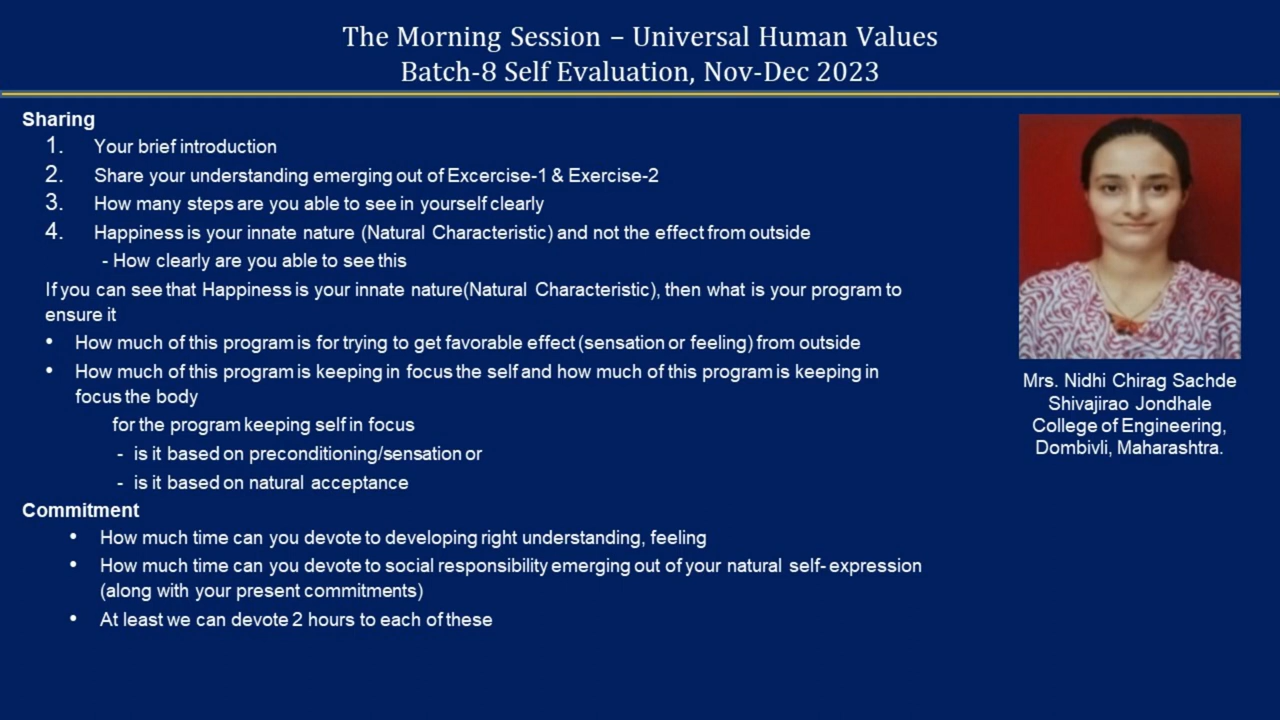 The Morning Session – Universal Human Values
Batch-8 Self Evaluation, Nov-Dec 2023
Sharing
1. Your brief introduction
2. Share your understanding emerging out of Excercise-1 & Exercise-2
3. How many steps are you able to see in yourself clearly
4. Happiness is your innate nature (Natural Characteristic) and not the effect from outside
- How clearly are you able to see this
If you can see that Happiness is your innate nature(Natural Characteristic), then what is your program to
ensure it
• How much of this program is for trying to get favorable effect (sensation or feeling) from outside
• How much of this program is keeping in focus the self and how much of this program is keeping in
focus the body
for the program keeping self in focus
- is it based on preconditioning/sensation or
- is it based on natural acceptance
Commitment
• How much time can you devote to developing right understanding, feeling
• How much time can you devote to social responsibility emerging out of your natural self-expression
(along with your present commitments)
• At least we can devote 2 hours to each of these
Mrs. Nidhi Chirag Sachde
Shivajirao Jondhale
College of Engineering,
Dombivli, Maharashtra.